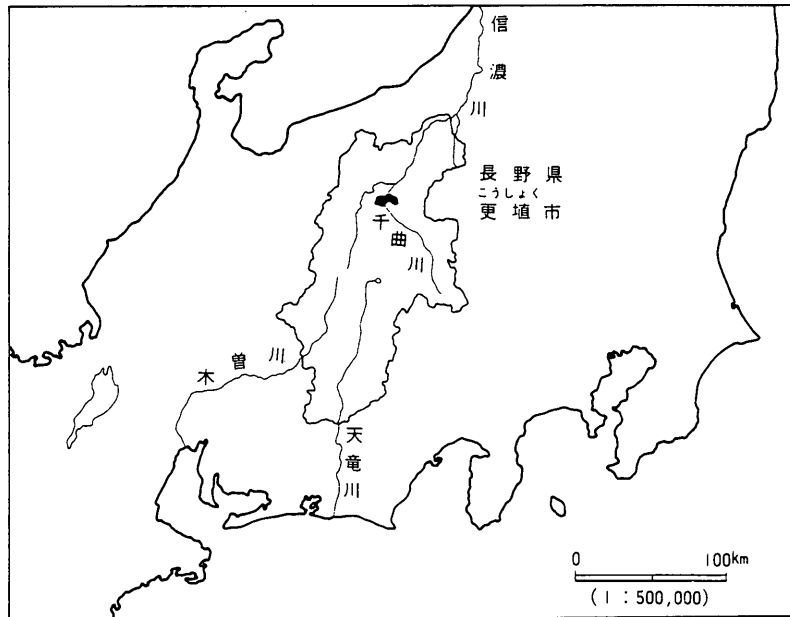 信濃川
長野県
こうしょく
更埴市
千曲川
木曽川
天竜川
0 100km
(1:500,000)